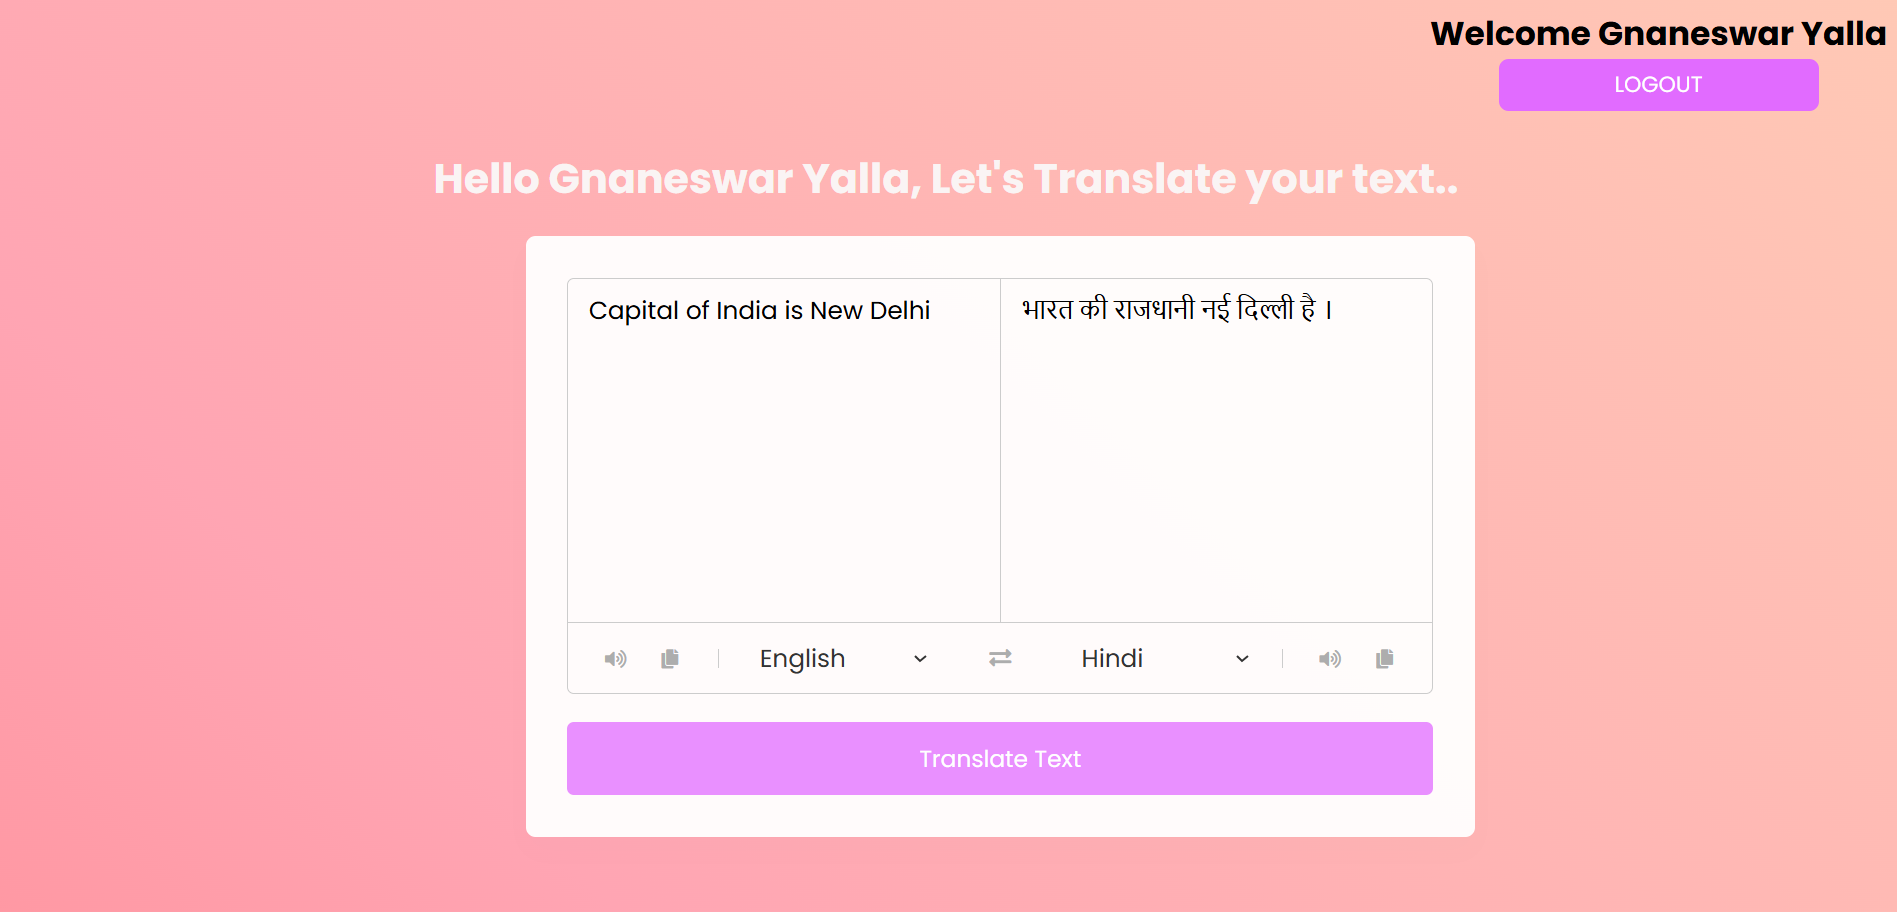 Welcome Gnaneswar Yalla
LOGOUT
Hello Gnaneswar Yalla, Let's Translate your text..
Capital of India is New Delhi
भारत की राजधानी नई दिल्ली है ।
English
Hindi
Translate Text